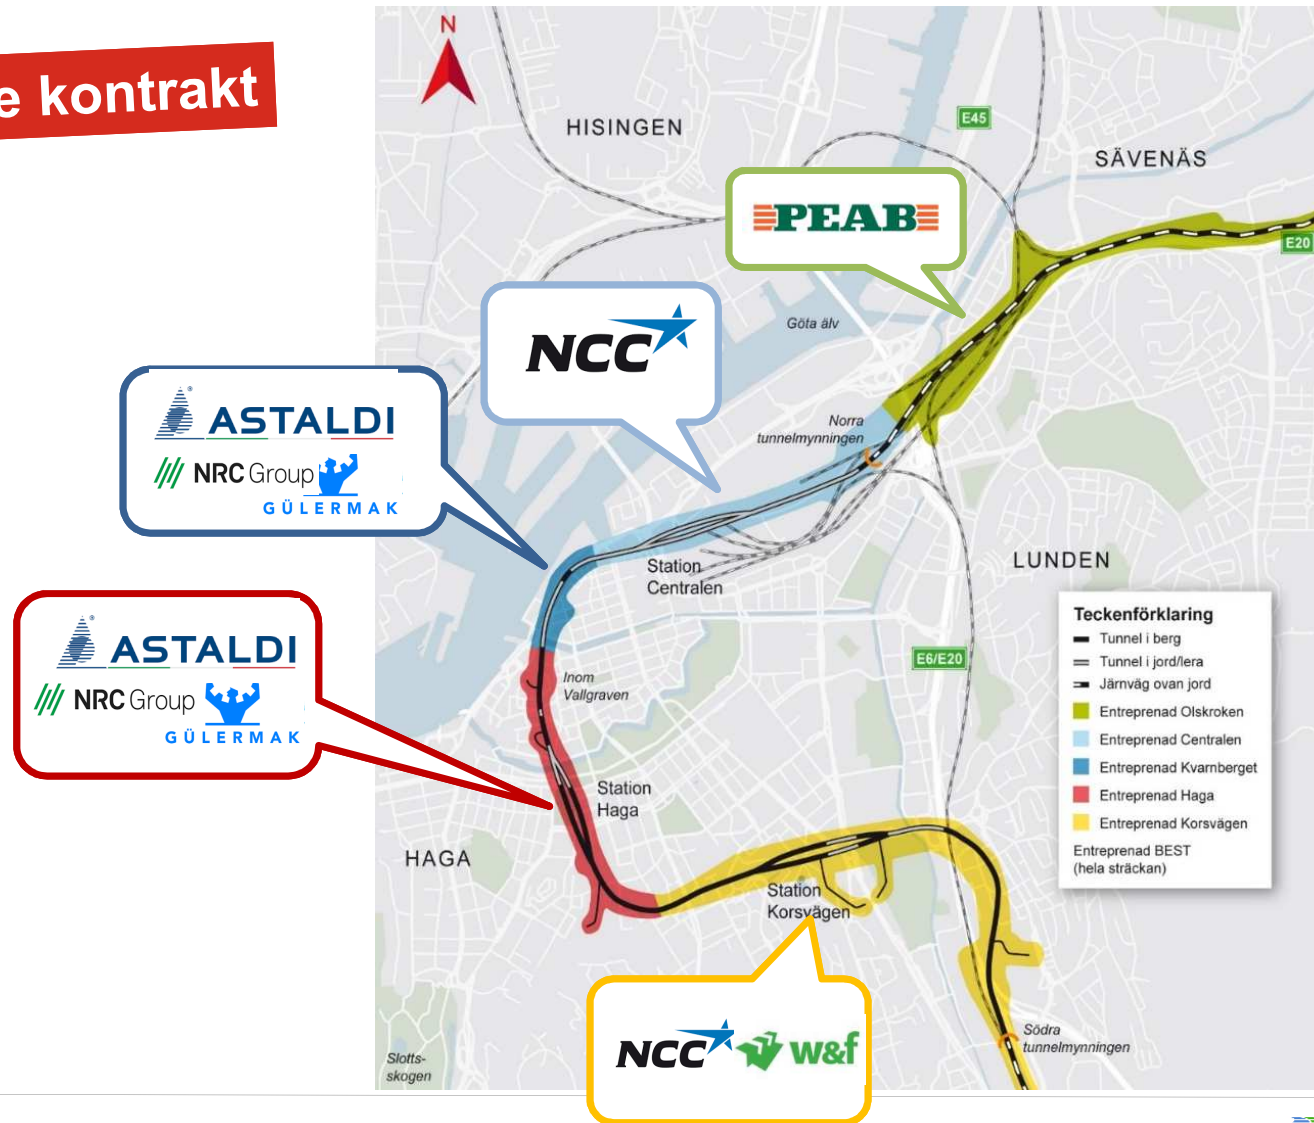 e kontrakt
N
HISINGEN
E45
SÄVENÄS
PEAB
E20
Göta älv
NCC
ASTALDI
NRC Group
GÜLERMAK
Norra
tunnelmynningen
Station
Centralen
LUNDEN
ASTALDI
NRC Group
GÜLERMAK
Inom
Vallgraven
E6/E20
Teckenförklaring
Tunnel i berg
Tunnel i jord/lera
Järnväg ovan jord
Entreprenad Olskroken
Entreprenad Centralen
Entreprenad Kvarnberget
Entreprenad Haga
Entreprenad Korsvägen
Entreprenad BEST
(hela sträckan)
Station
Haga
HAGA
Station
Korsvägen
NCC w&f
Södra
tunnelmynningen
Slotts-
skogen